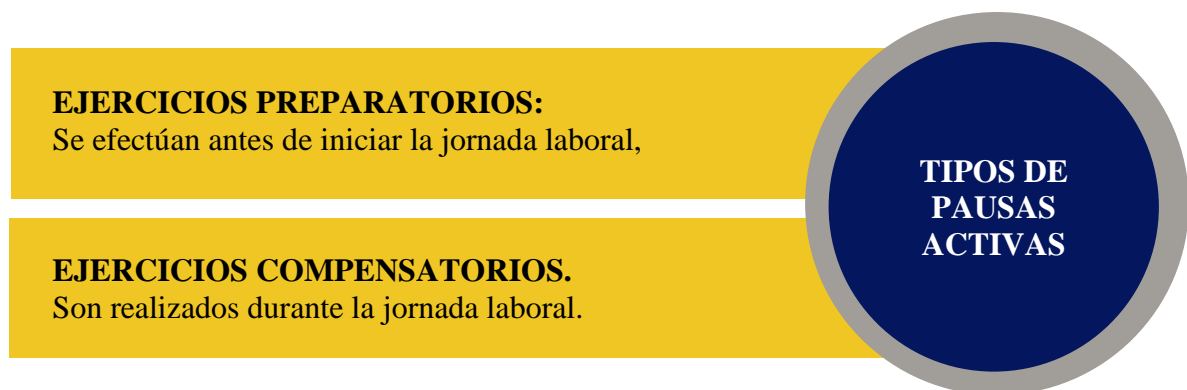 EJERCICIOS PREPARATORIOS:
Se efectúan antes de iniciar la jornada laboral,
EJERCICIOS COMPENSATORIOS.
Son realizados durante la jornada laboral.
TIPOS DE
PAUSAS
ACTIVAS